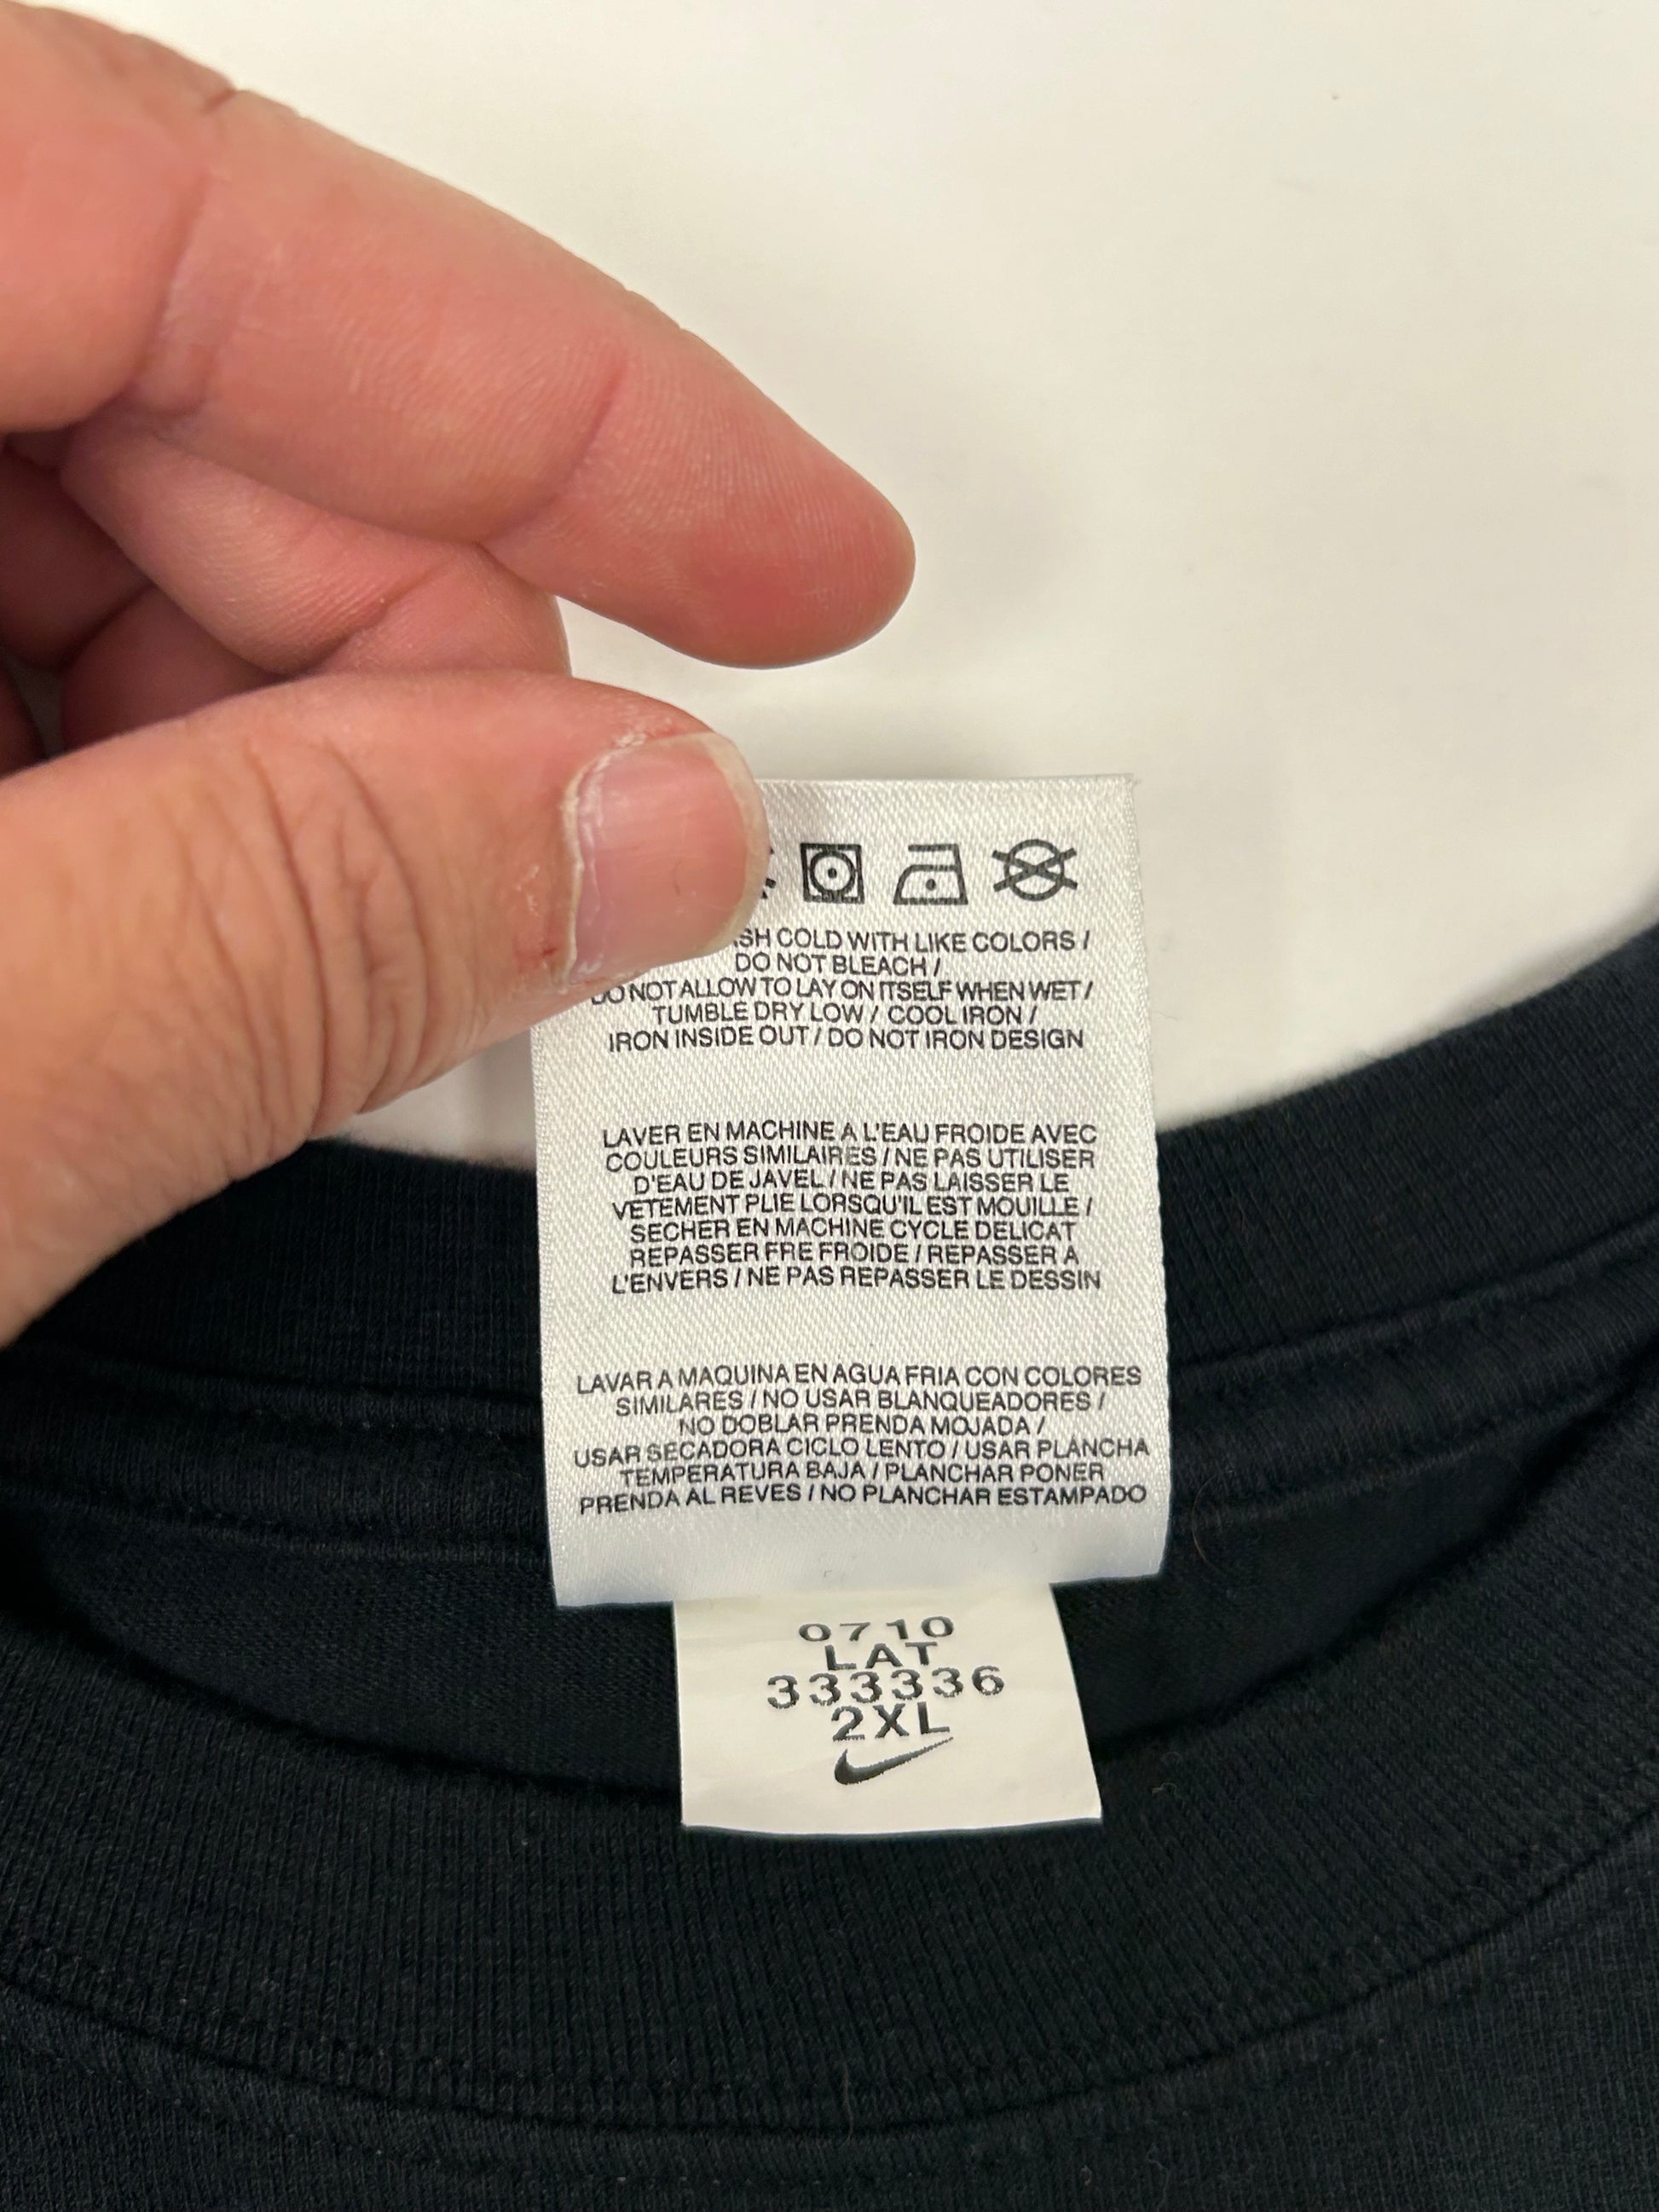 COLD WITH LIKE COLORS /
DO NOT BLEACH /
DO NOT ALLOW TO LAY ON ITSELF WHEN WET /
TUMBLE DRY LOW / COOL IRON /
IRON INSIDE OUT / DO NOT IRON DESIGN
LAVER EN MACHINE A L'EAU FROIDE AVEC
COULEURS SIMILAIRES / NE PAS UTILISER
D'EAU DE JAVEL / NE PAS LAISSER LE
VETEMENT PLIE LORSQU'IL EST MOUILLE /
SECHER EN MACHINE CYCLE DELICAT
REPASSER FRE FROIDE / REPASSER A
L'ENVERS / NE PAS REPASSER LE DESSIN
LAVAR A MAQUINA EN AGUA FRIA CON COLORES
SIMILARES / NO USAR BLANQUEADORES /
NO DOBLAR PRENDA MOJADA /
USAR SECADORA CICLO LENTO / USAR PLANCHA
TEMPERATURA BAJA / PLANCHAR PONER
PRENDA AL REVES / NO PLANCHAR ESTAMPADO
0710
LAT
333336
2XL